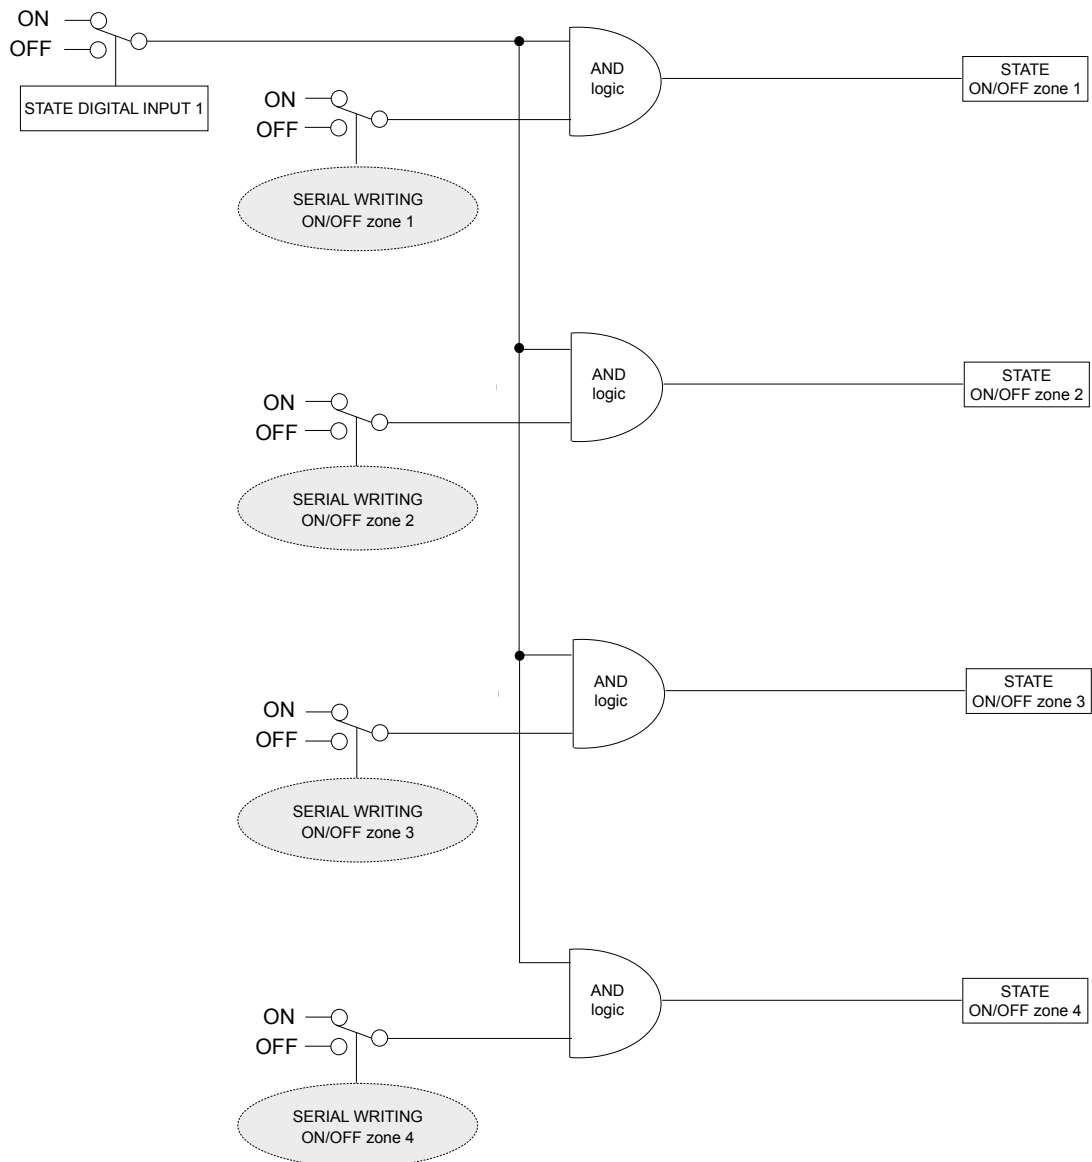 ON
OFF
STATE DIGITAL INPUT 1
ON
OFF
SERIAL WRITING
ON/OFF zone 1
AND
logic
STATE
ON/OFF zone 1
ON
OFF
SERIAL WRITING
ON/OFF zone 2
AND
logic
STATE
ON/OFF zone 2
ON
OFF
SERIAL WRITING
ON/OFF zone 3
AND
logic
STATE
ON/OFF zone 3
ON
OFF
SERIAL WRITING
ON/OFF zone 4
AND
logic
STATE
ON/OFF zone 4